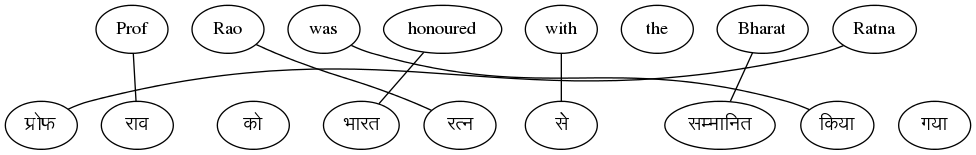 Prof Rao was honoured with the Bharat Ratna
प्रोफ राव को भारत रत्न से सम्मानित किया गया